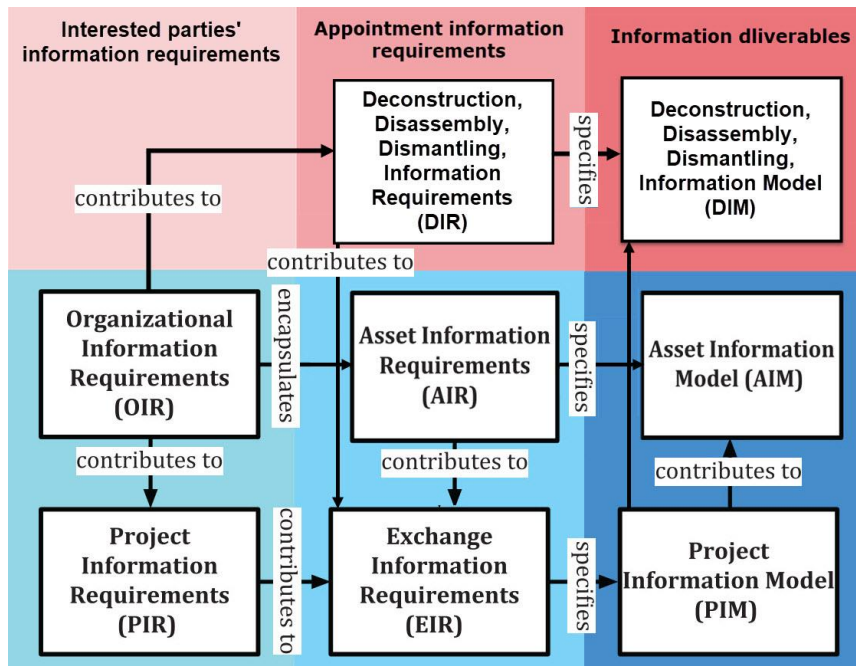 Interested parties'
information requirements
Appointment information
requirements
Information dliverables
Deconstruction,
Disassembly,
Dismantling,
Information
Requirements
(DIR)
specifies
Deconstruction,
Disassembly,
Dismantling,
Information Model
(DIM)
contributes to
contributes to
Organizational
Information
Requirements
(OIR)
encapsulates
Asset Information
Requirements
(AIR)
specifies
Asset Information
Model (AIM)
contributes to
contributes to
contributes to
Project
Information
Requirements
(PIR)
contributes to
Exchange
Information
Requirements
(EIR)
specifies
Project
Information Model
(PIM)